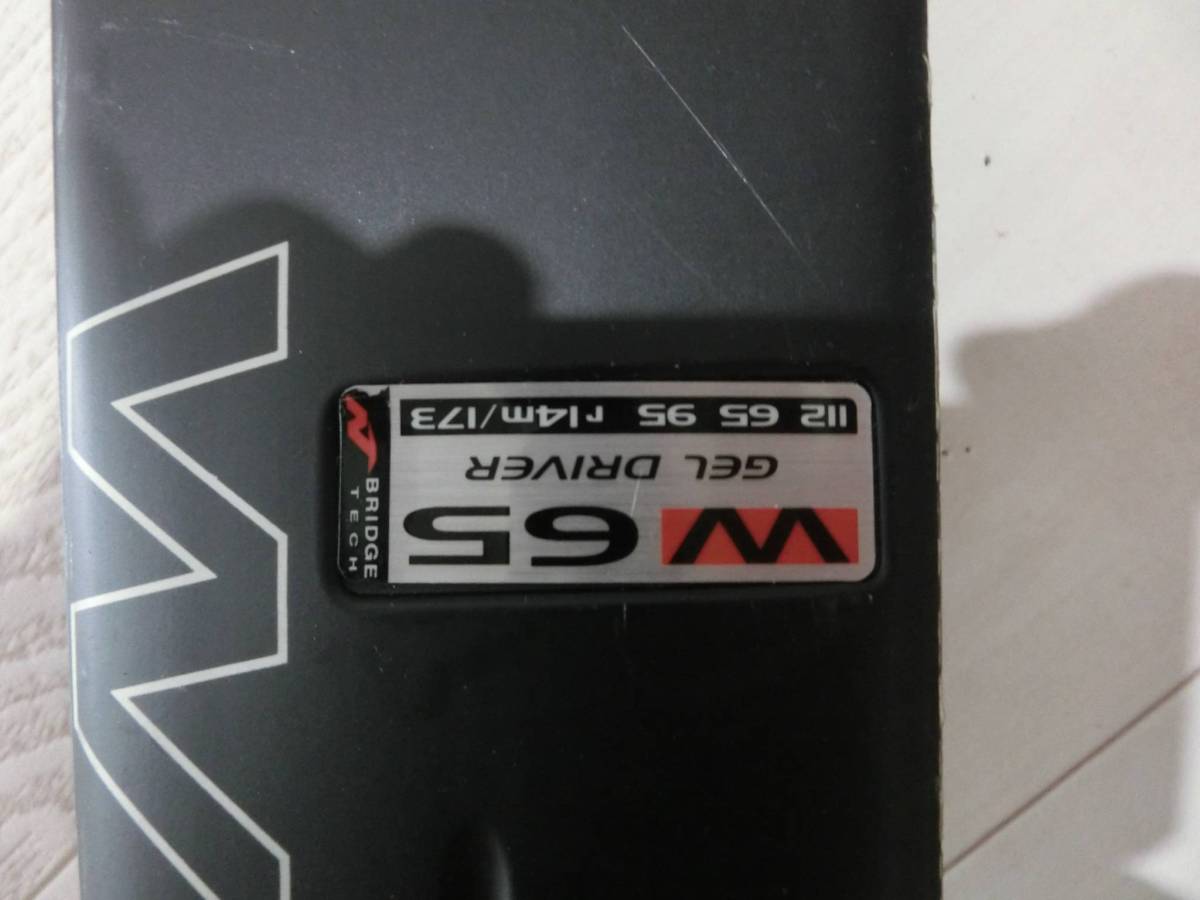 W65
GEL DRIVER
112 65 95 r14m/173
BRIDGE
TECH